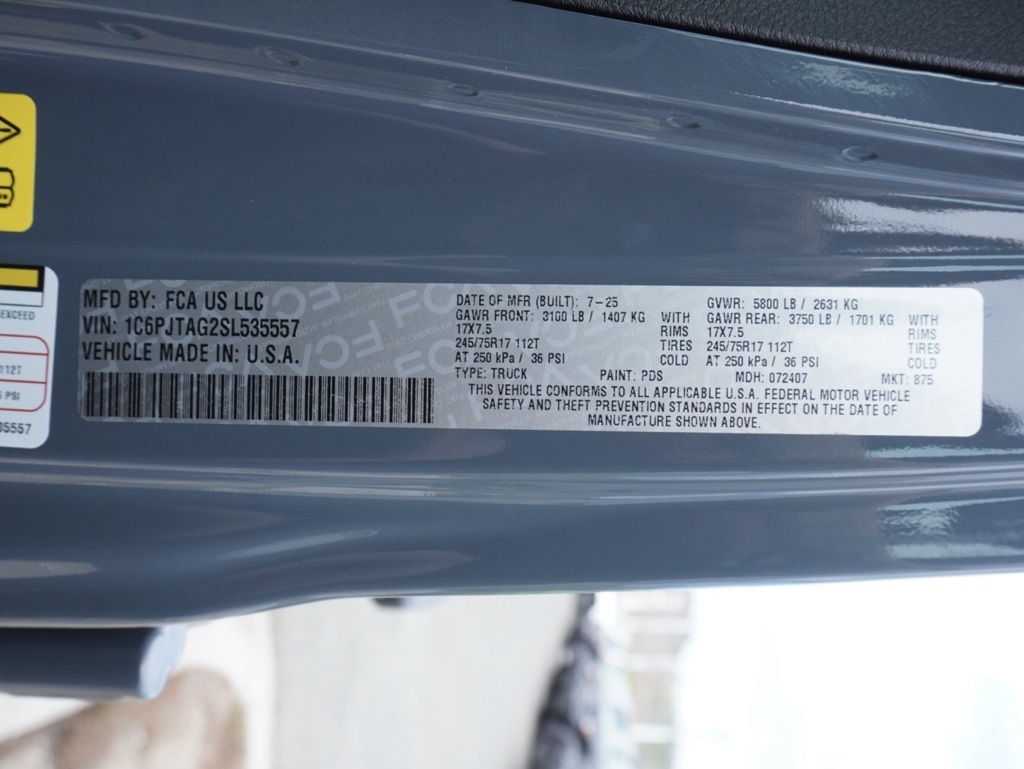 EXCEED
112T
PSI
35557
MFD BY: FCA US LLC
VIN: 1C6PJTAG2SL535557
VEHICLE MADE IN: U.S.A.
DATE OF MFR (BUILT): 7-25 GVWR: 5800 LB / 2631 KG
GAWR FRONT: 3100 LB / 1407 KG WITH GAWR REAR: 3750 LB / 1701 KG WITH
17X7.5 RIMS 17X7.5 RIMS
245/75R17 112T TIRES 245/75R17 112T TIRES
AT 250 kPa / 36 PSI COLD AT 250 kPa / 36 PSI COLD
TYPE: TRUCK PAINT: PDS MDH: 072407 MKT: 875
THIS VEHICLE CONFORMS TO ALL APPLICABLE U.S.A. FEDERAL MOTOR VEHICLE
SAFETY AND THEFT PREVENTION STANDARDS IN EFFECT ON THE DATE OF
MANUFACTURE SHOWN ABOVE.